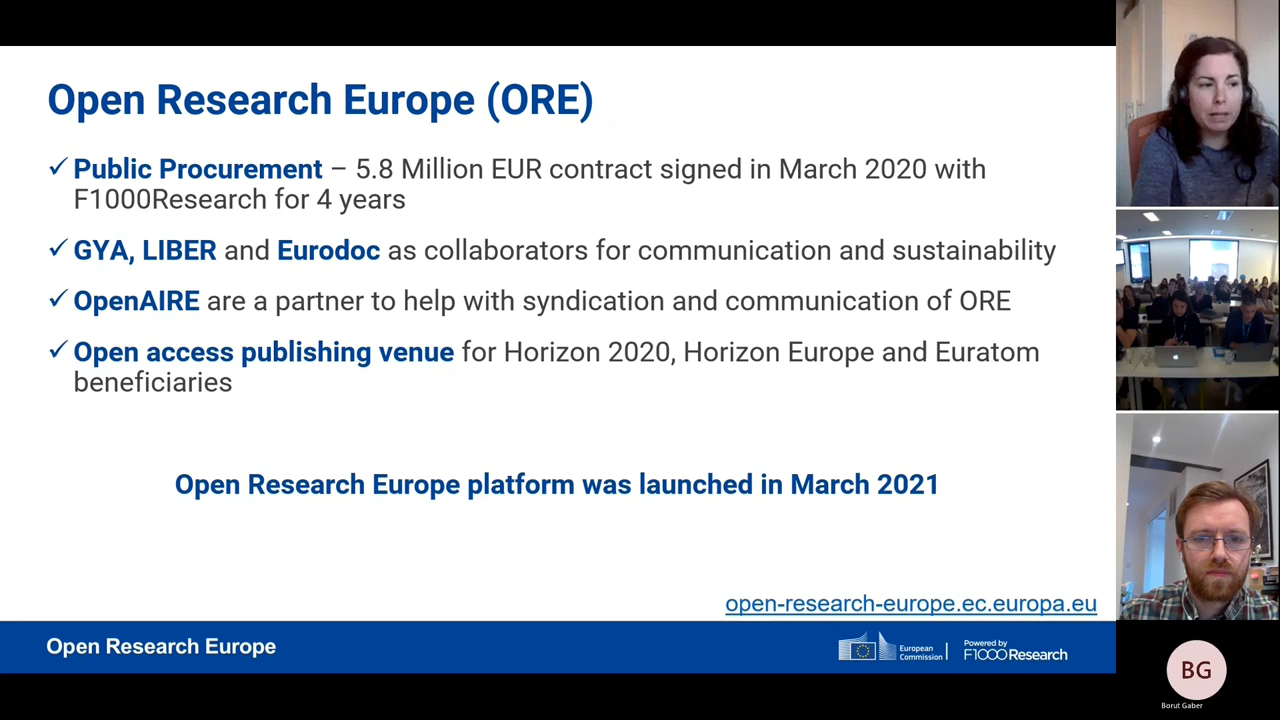 Open Research Europe (ORE)
✓ Public Procurement – 5.8 Million EUR contract signed in March 2020 with
F1000Research for 4 years
✓ GYA, LIBER and Eurodoc as collaborators for communication and sustainability
✓ OpenAIRE are a partner to help with syndication and communication of ORE
✓ Open access publishing venue for Horizon 2020, Horizon Europe and Euratom
beneficiaries
Open Research Europe platform was launched in March 2021
open-research-europe.ec.europa.eu
Open Research Europe
European
Commission
Powered by
F1000Research
BG
Borut Gaber